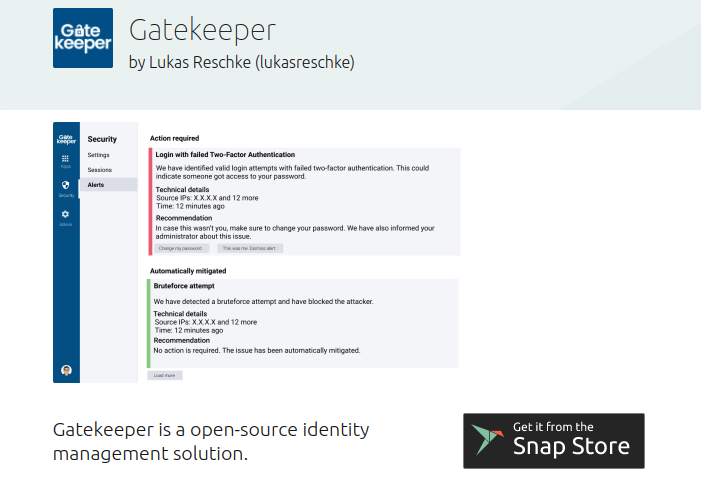 Gate
keeper
Gatekeeper
by Lukas Reschke (lukasreschke)
Gate
keeper
Apps
Security
Admin
Security
Settings
Sessions
Alerts
Action required
Login with failed Two-Factor Authentication
We have identified valid login attempts with failed two-factor authentication. This could
indicate someone got access to your password.
Technical details
Source IPs: X.X.X.X and 12 more
Time: 12 minutes ago
Recommendation
In case this wasn't you, make sure to change your password. We have also informed your
administrator about this issue.
Change my password
This was me. Dismiss alert
Automatically mitigated
Bruteforce attempt
We have detected a bruteforce attempt and have blocked the attacker.
Technical details
Source IPs: X.X.X.X and 12 more
Time: 12 minutes ago
Recommendation
No action is required. The issue has been automatically mitigated.
Load more
Gatekeeper is a open-source identity
management solution.
Get it from the
Snap Store